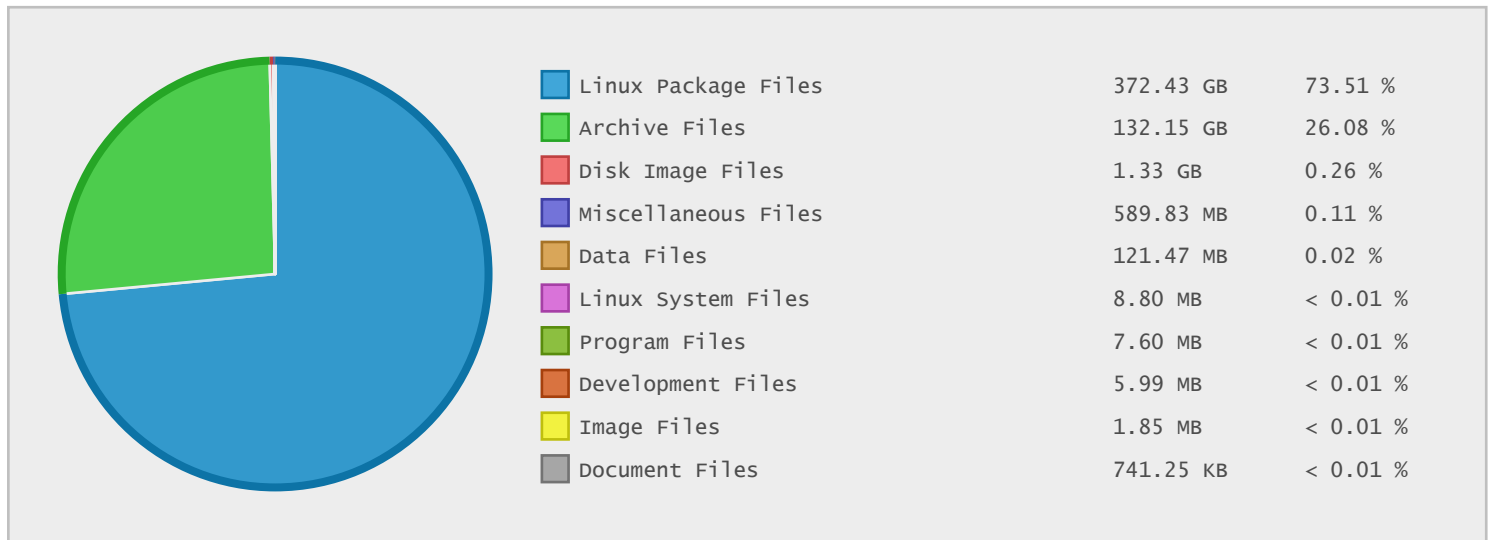 Linux Package Files 372.43 GB 73.51 %
Archive Files 132.15 GB 26.08 %
Disk Image Files 1.33 GB 0.26 %
Miscellaneous Files 589.83 MB 0.11 %
Data Files 121.47 MB 0.02 %
Linux System Files 8.80 MB < 0.01 %
Program Files 7.60 MB < 0.01 %
Development Files 5.99 MB < 0.01 %
Image Files 1.85 MB < 0.01 %
Document Files 741.25 KB < 0.01 %